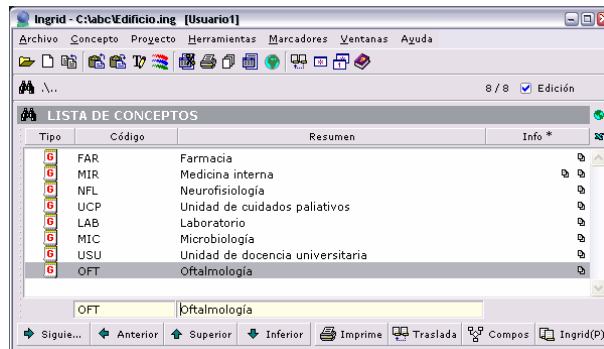 Ingrid - C:\abc\Edificio.ing [Usuario1]
Archivo Concepto Proyecto Herramientas Marcadores Ventanas Ayuda
.\.. 8 / 8 Edición
LISTA DE CONCEPTOS
Tipo Código Resumen Info *
G FAR Farmacia
G MIR Medicina interna
G NFL Neurofisiología
G UCP Unidad de cuidados paliativos
G LAB Laboratorio
G MIC Microbiología
G USU Unidad de docencia universitaria
G OFT Oftalmología
OFT Oftalmología
Siguie... Anterior Superior Inferior Imprime Traslada Compos Ingrid(P)